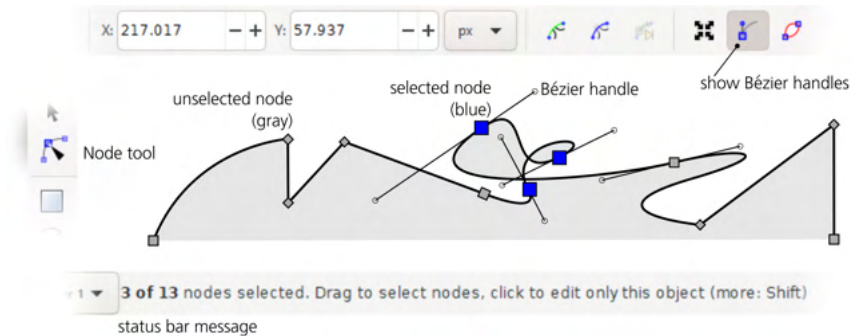 X: 217.017 − + Y: 57.937 − + px
show Bézier handles
selected node
(blue)
Bézier handle
unselected node
(gray)
Node tool
1
3 of 13 nodes selected. Drag to select nodes, click to edit only this object (more: Shift)
status bar message